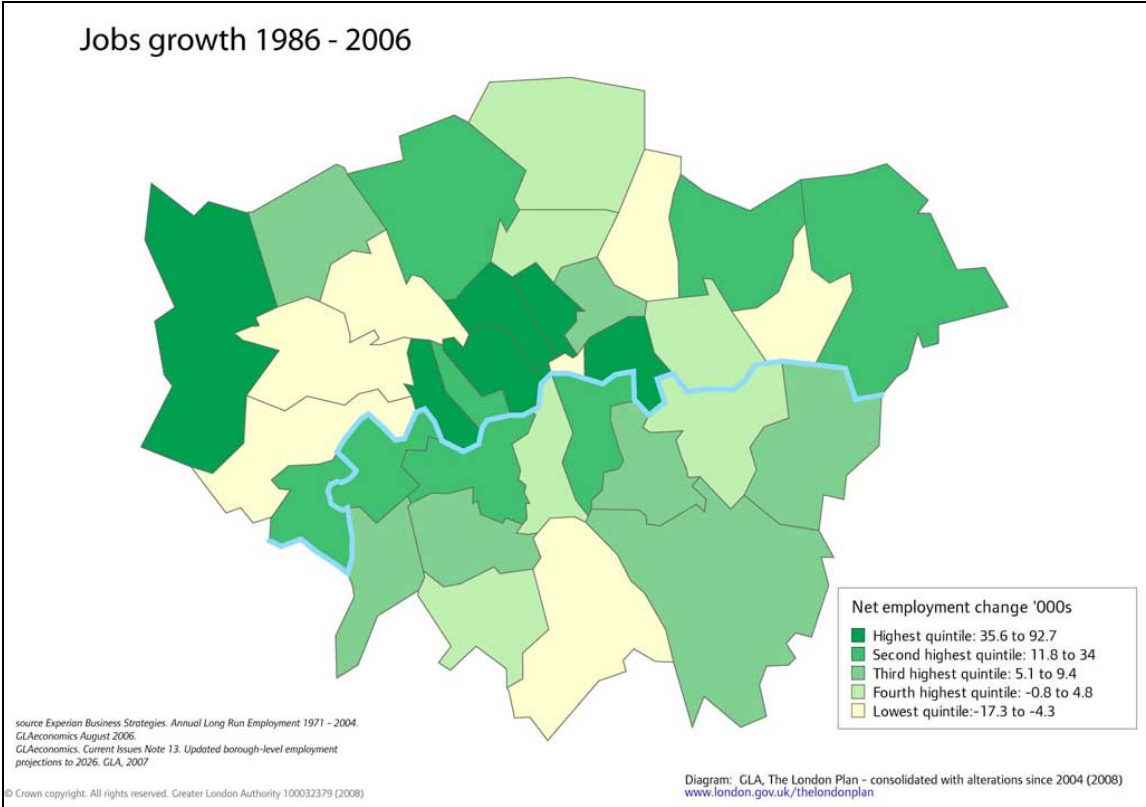 Jobs growth 1986 - 2006
Net employment change '000s
Highest quintile: 35.6 to 92.7
Second highest quintile: 11.8 to 34
Third highest quintile: 5.1 to 9.4
Fourth highest quintile: -0.8 to 4.8
Lowest quintile:-17.3 to -4.3
source Experian Business Strategies. Annual Long Run Employment 1971 - 2004.
GLAeconomics August 2006.
GLAeconomics. Current Issues Note 13. Updated borough-level employment
projections to 2026. GLA, 2007
© Crown copyright. All rights reserved. Greater London Authority 100032379 (2008)
Diagram: GLA, The London Plan - consolidated with alterations since 2004 (2008)
www.london.gov.uk/thelondonplan